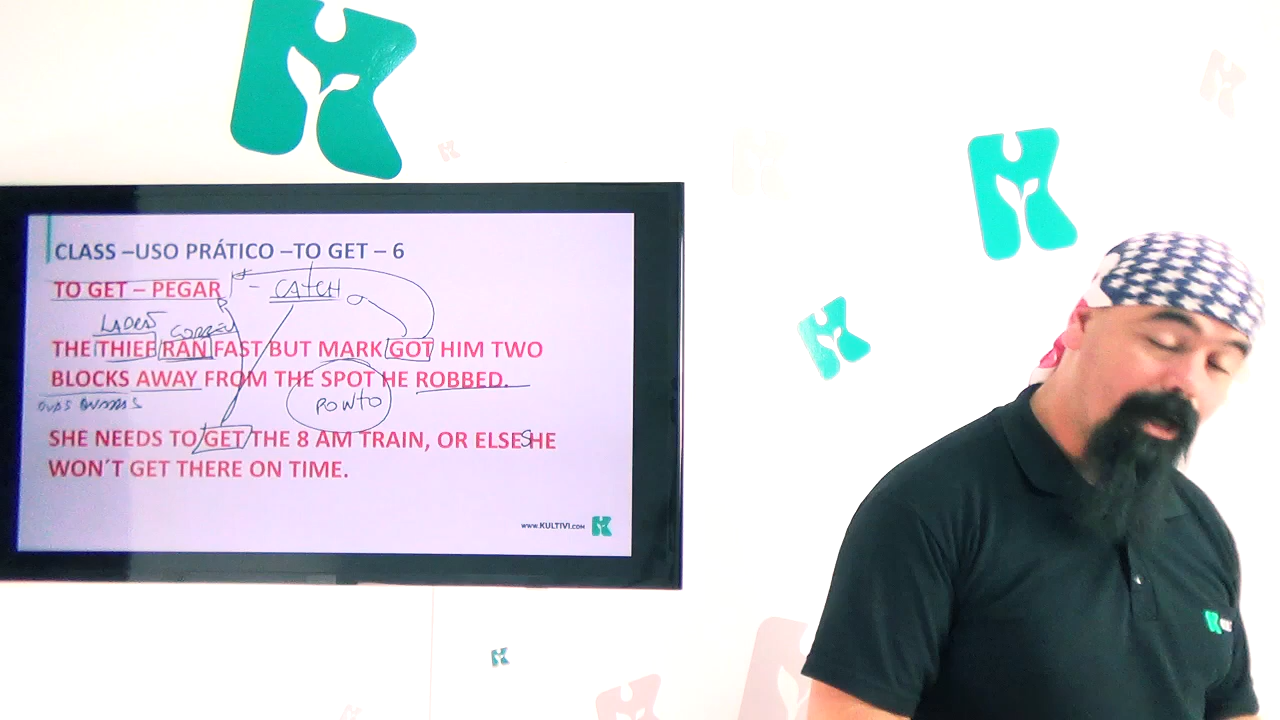 CLASS –USO PRÁTICO –TO GET – 6
TO GET – PEGAR - CATCH
LADRÃO CORREU
THE THIEF RAN FAST BUT MARK GOT HIM TWO
BLOCKS AWAY FROM THE SPOT HE ROBBED.
DUAS QUADRAS PONTO
SHE NEEDS TO GET THE 8 AM TRAIN, OR ELSE SHE
WON´T GET THERE ON TIME.
WWW.KULTIVI.COM